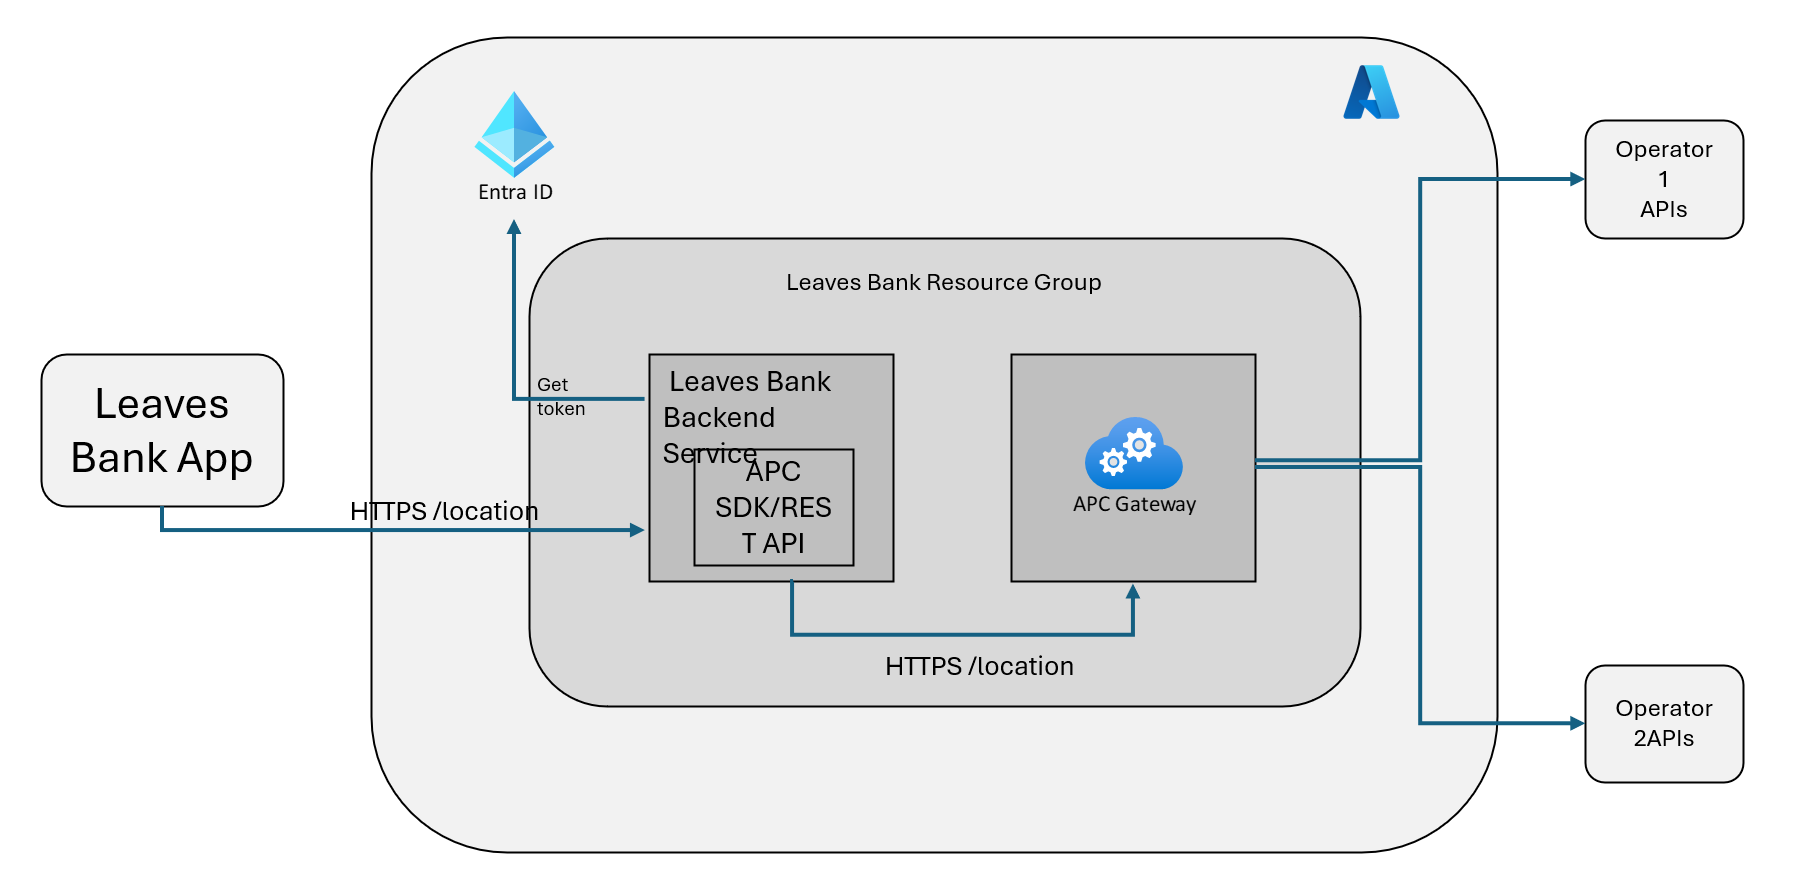 Entra ID
Leaves Bank Resource Group
Leaves
Bank App
Get
token
HTTPS /location
Leaves Bank
Backend
Service
APC
SDK/RES
T API
APC Gateway
HTTPS /location
Operator
1
APIs
Operator
2APIs